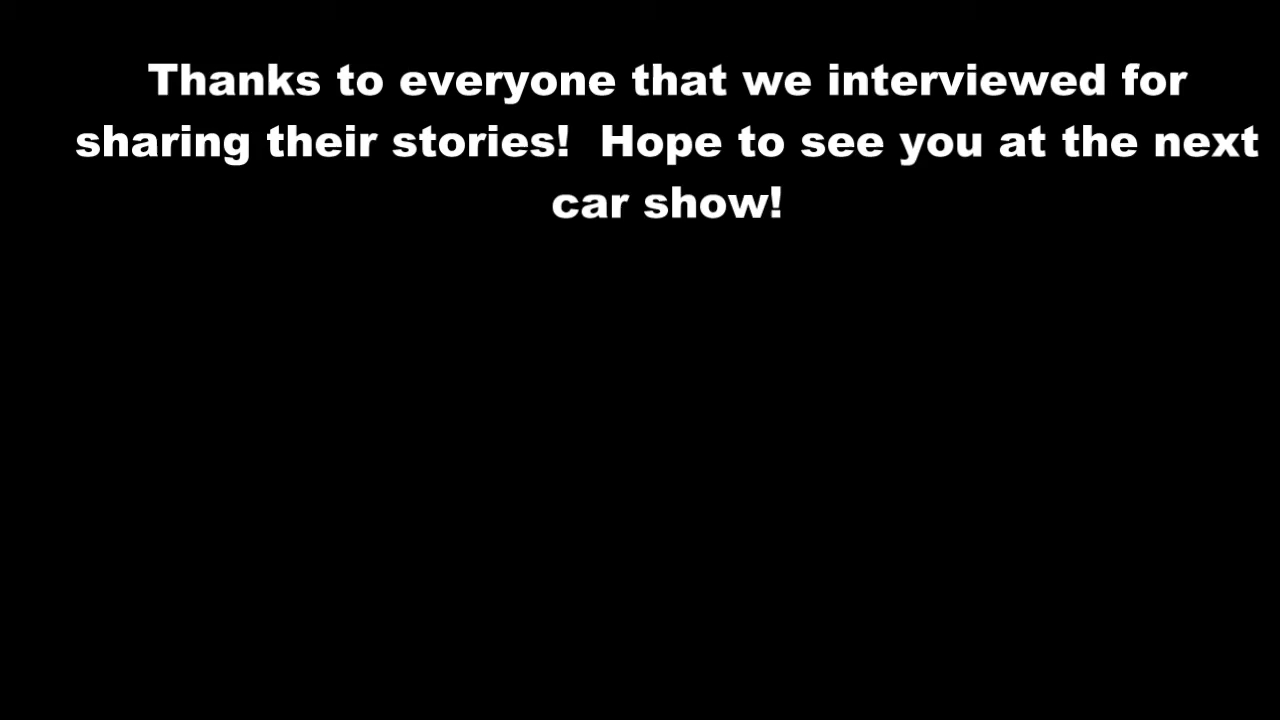 Thanks to everyone that we interviewed for
sharing their stories!  Hope to see you at the next
car show!